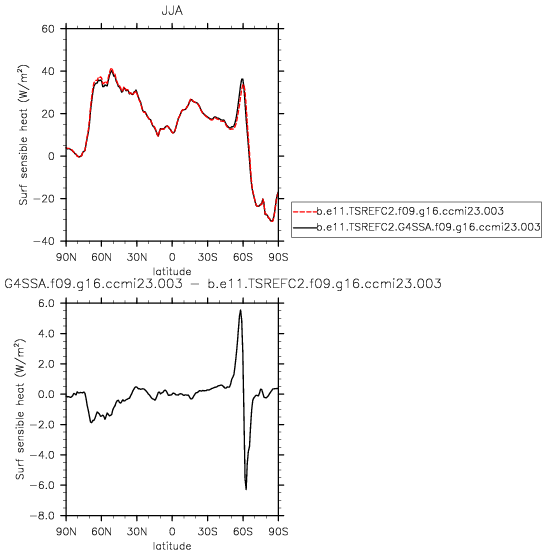 JJA
60
40
20
0
−20
−40
Surf sensible heat (W/m²)
90N 60N 30N 0 30S 60S 90S
latitude
b.e11.TSREFC2.f09.g16.ccmi23.003
b.e11.TSREFC2.G4SSA.f09.g16.ccmi23.003
G4SSA.f09.g16.ccmi23.003 − b.e11.TSREFC2.f09.g16.ccmi23.003
6.0
4.0
2.0
0.0
−2.0
−4.0
−6.0
−8.0
Surf sensible heat (W/m²)
90N 60N 30N 0 30S 60S 90S
latitude